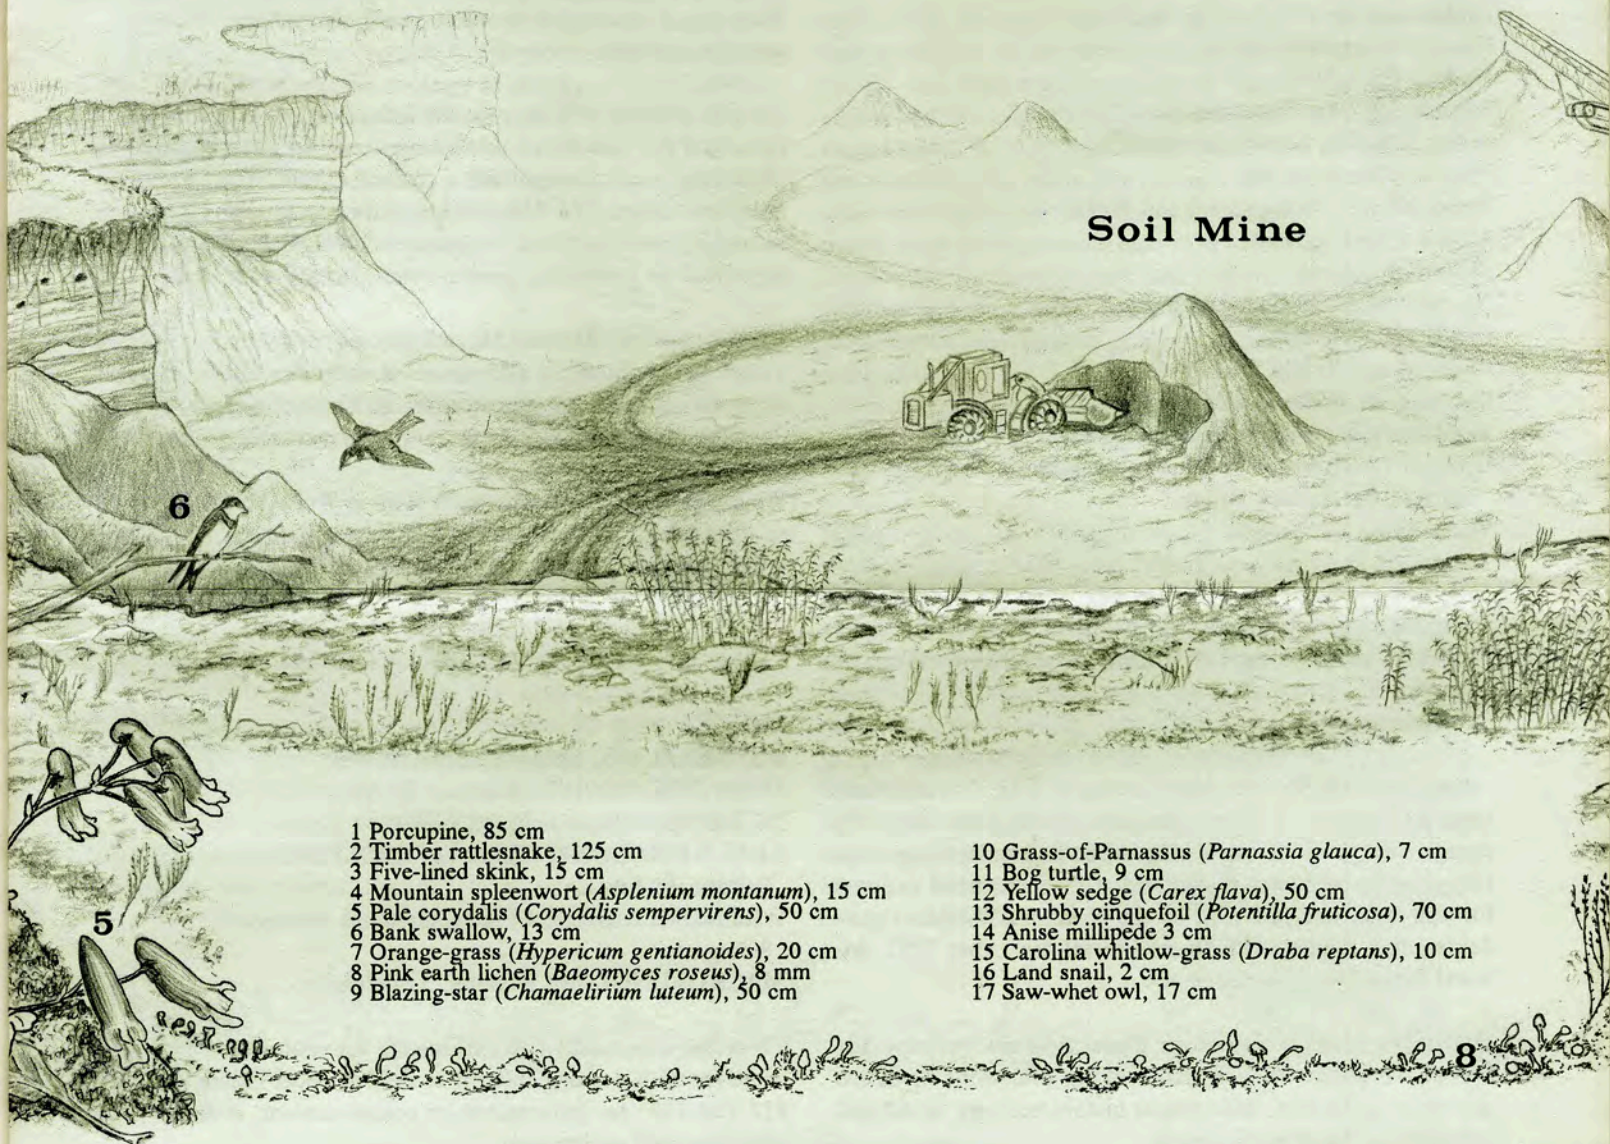 Soil Mine
6
5
1 Porcupine, 85 cm
2 Timber rattlesnake, 125 cm
3 Five-lined skink, 15 cm
4 Mountain spleenwort (Asplenium montanum), 15 cm
5 Pale corydalis (Corydalis sempervirens), 50 cm
6 Bank swallow, 13 cm
7 Orange-grass (Hypericum gentianoides), 20 cm
8 Pink earth lichen (Baeomyces roseus), 8 mm
9 Blazing-star (Chamaelirium luteum), 50 cm
10 Grass-of-Parnassus (Parnassia glauca), 7 cm
11 Bog turtle, 9 cm
12 Yellow sedge (Carex flava), 50 cm
13 Shrubby cinquefoil (Potentilla fruticosa), 70 cm
14 Anise millipede 3 cm
15 Carolina whitlow-grass (Draba reptans), 10 cm
16 Land snail, 2 cm
17 Saw-whet owl, 17 cm
8